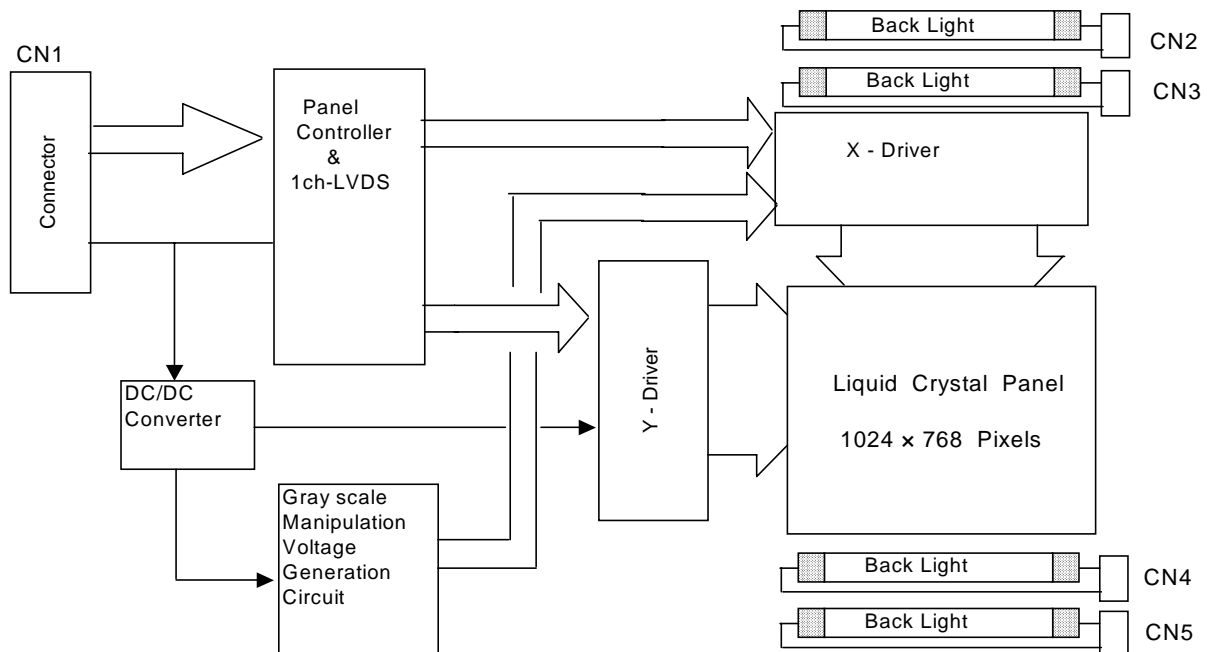 CN1
Connector
Panel
Controller
&
1ch-LVDS
Back Light
CN2
Back Light
CN3
X - Driver
Y - Driver
Liquid Crystal Panel
1024 × 768 Pixels
DC/DC
Converter
Gray scale
Manipulation
Voltage
Generation
Circuit
Back Light
CN4
Back Light
CN5